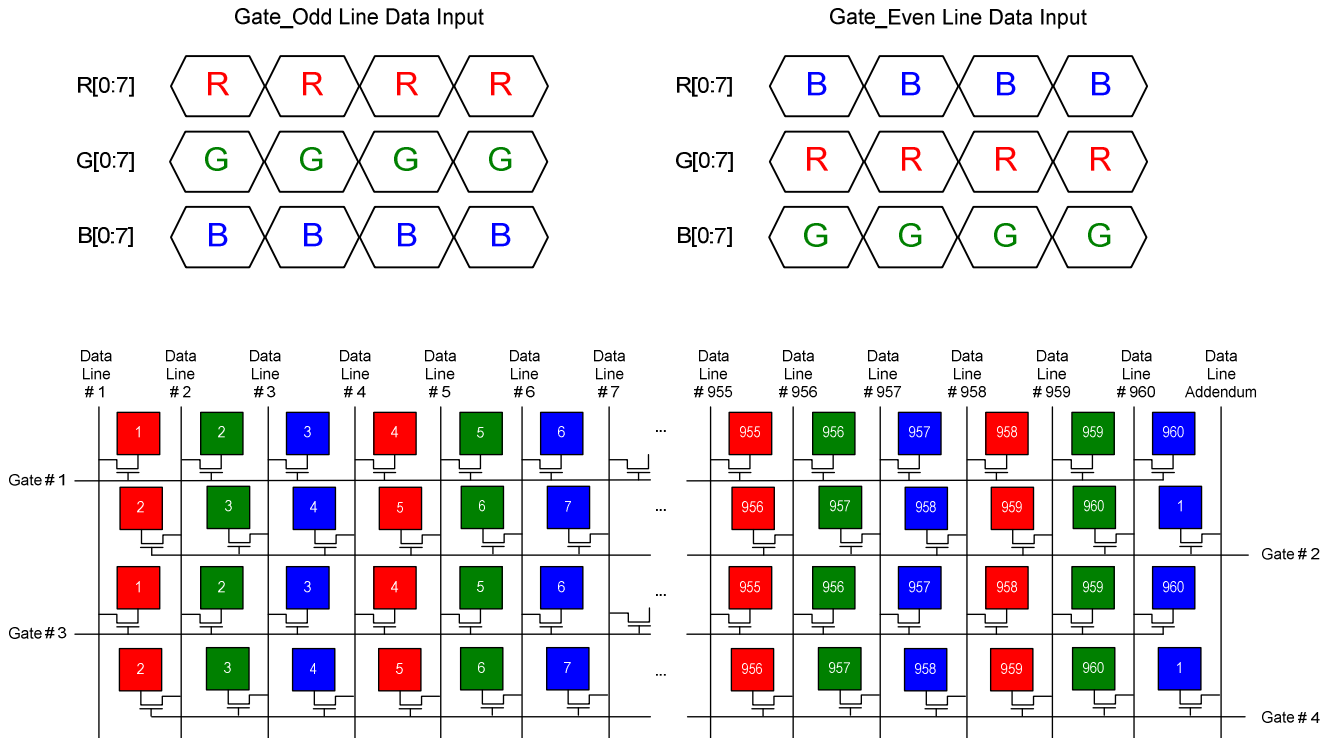 Gate_Odd Line Data Input
Gate_Even Line Data Input
R[0:7] R R R R
R[0:7] B B B B
G[0:7] G G G G
G[0:7] R R R R
B[0:7] B B B B
B[0:7] G G G G
Data Line #1
Data Line #2
Data Line #3
Data Line #4
Data Line #5
Data Line #6
Data Line #7
Data Line #955
Data Line #956
Data Line #957
Data Line #958
Data Line #959
Data Line #960
Data Line Addendum
1 2 3 4 5 6 ... 955 956 957 958 959 960
Gate #1
2 3 4 5 6 7 ... 956 957 958 959 960 1
Gate #2
1 2 3 4 5 6 ... 955 956 957 958 959 960
Gate #3
2 3 4 5 6 7 ... 956 957 958 959 960 1
Gate #4